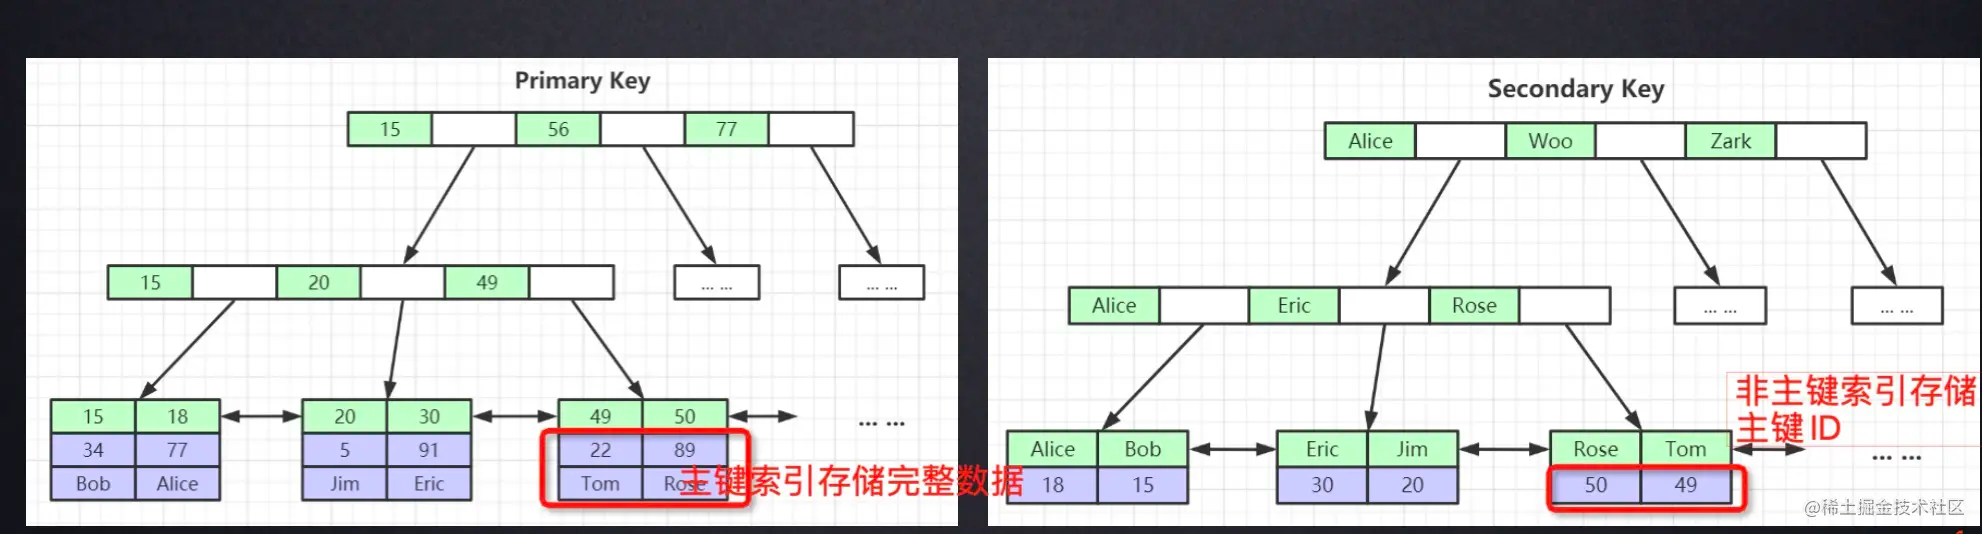 Primary Key
15 56 77
15 20 49
... ... ... ...
15 18 20 30 49 50
34 77 5 91 22 89 ... ...
Bob Alice Jim Eric Tom Rose
主键索引存储完整数据
Secondary Key
Alice Woo Zark
Alice Eric Rose
... ... ... ...
非主键索引存储
主键ID
Alice Bob Eric Jim Rose Tom
18 15 30 20 50 49 ... ...
@稀土掘金技术社区